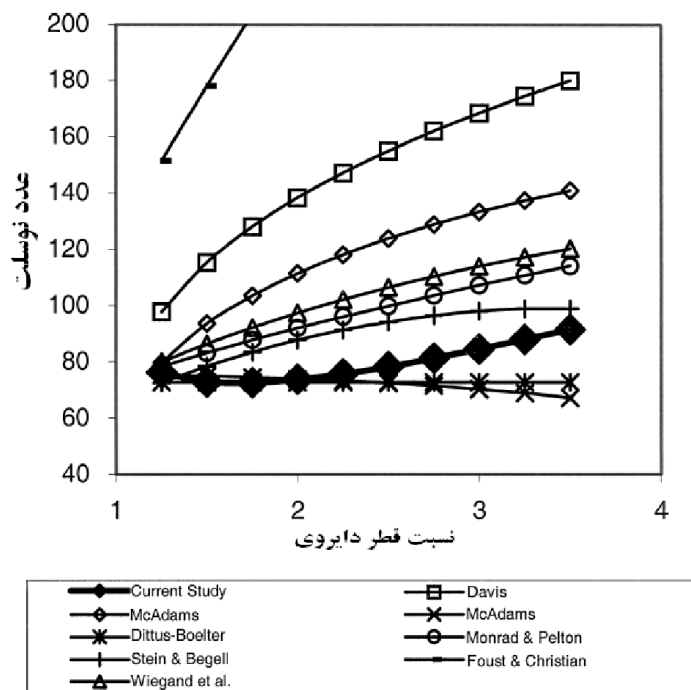 200
180
160
140
120
100
80
60
40
عدد نوسلت
1 2 3 4
نسبت قطر دایروی
Current Study
Davis
McAdams
McAdams
Dittus-Boelter
Monrad & Pelton
Stein & Begell
Foust & Christian
Wiegand et al.